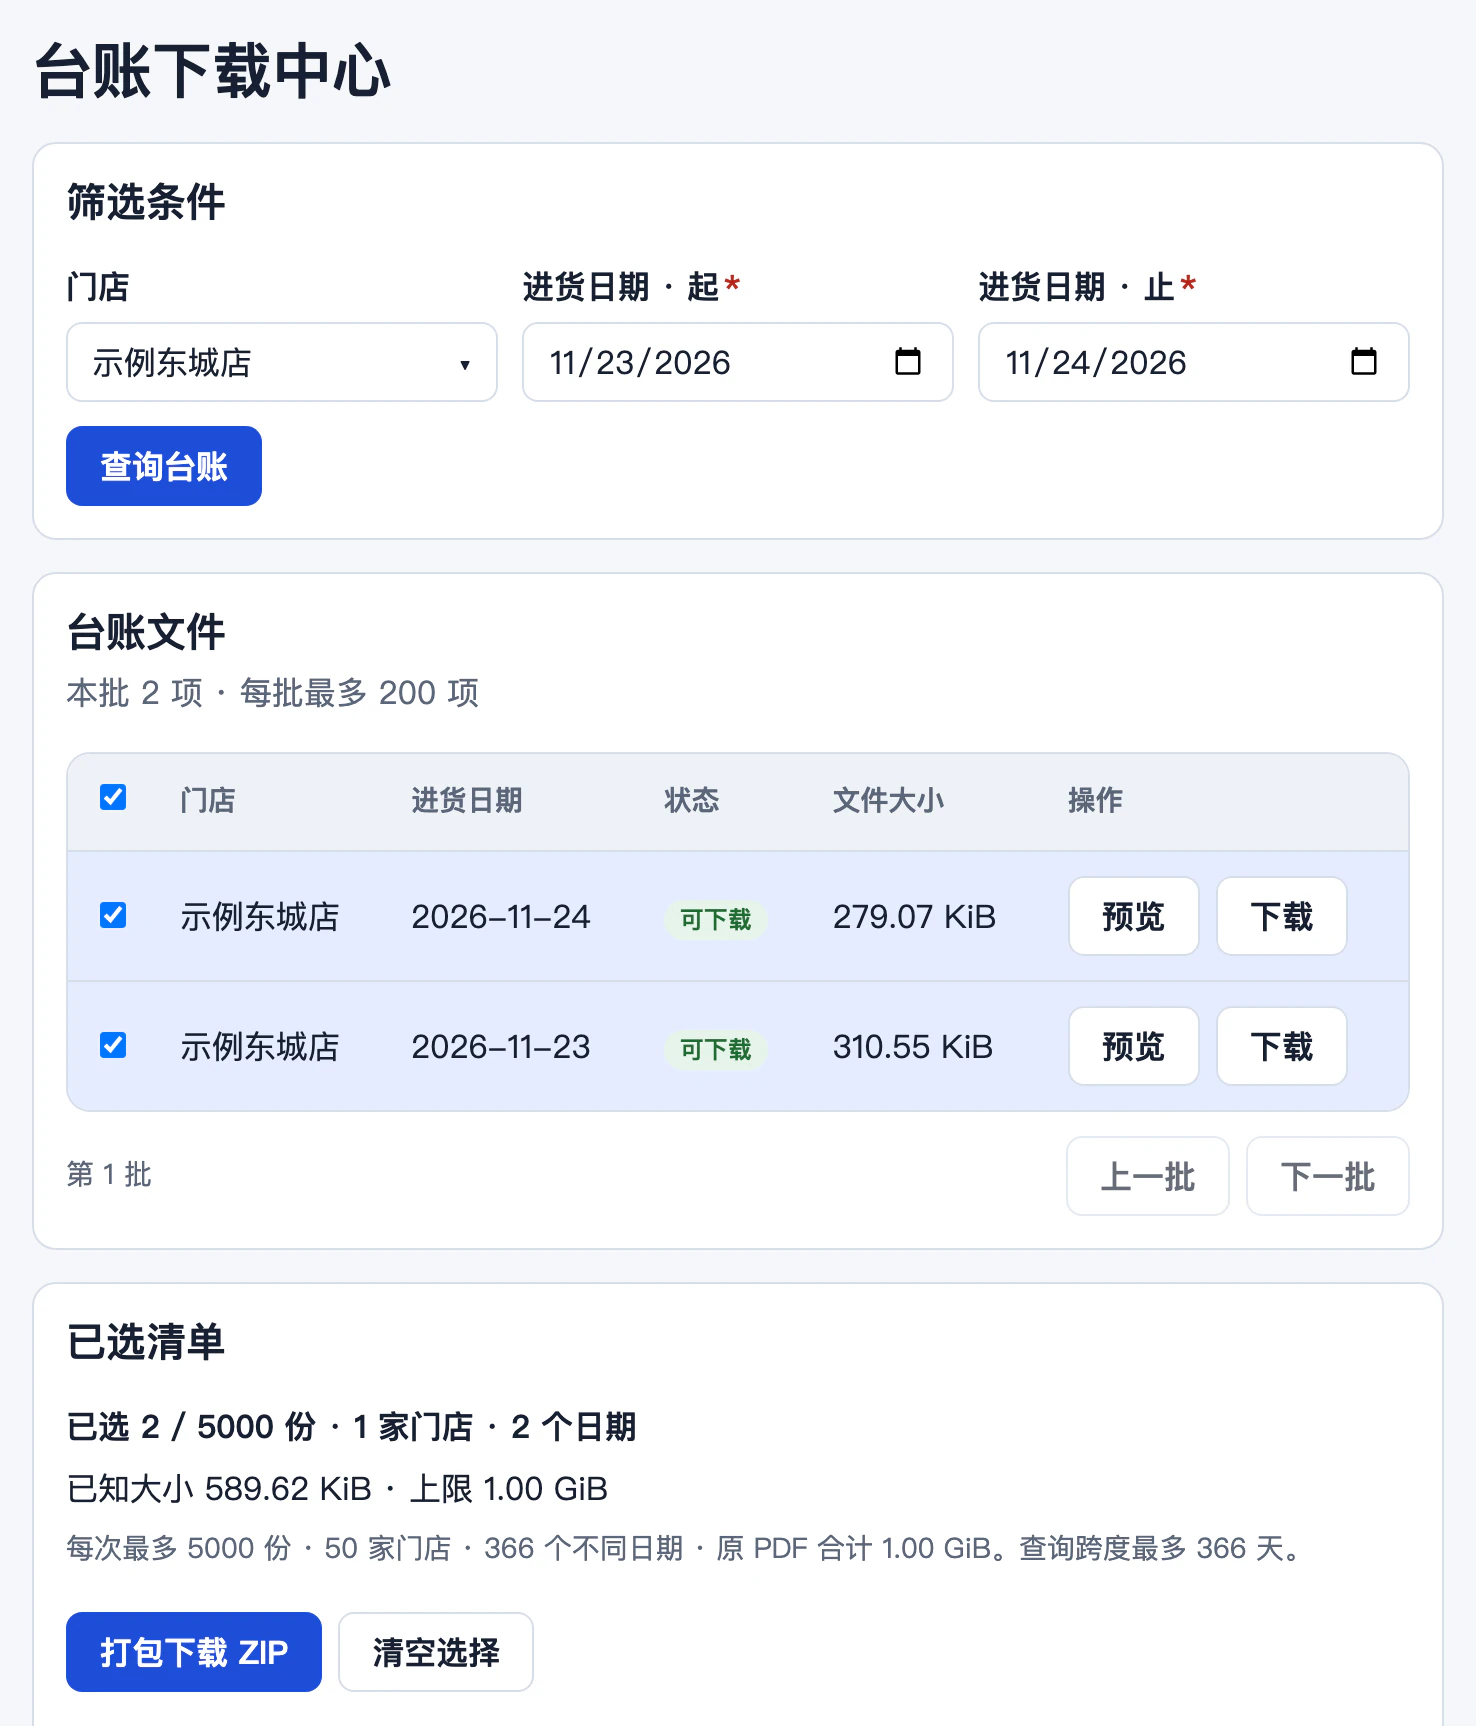 台账下载中心
筛选条件
门店 进货日期 · 起* 进货日期 · 止*
示例东城店 ▾ 11/23/2026 11/24/2026
查询台账
台账文件
本批 2 项 · 每批最多 200 项
门店 进货日期 状态 文件大小 操作
示例东城店 2026-11-24 可下载 279.07 KiB 预览 下载
示例东城店 2026-11-23 可下载 310.55 KiB 预览 下载
第 1 批 上一批 下一批
已选清单
已选 2 / 5000 份 · 1 家门店 · 2 个日期
已知大小 589.62 KiB · 上限 1.00 GiB
每次最多 5000 份 · 50 家门店 · 366 个不同日期 · 原 PDF 合计 1.00 GiB。查询跨度最多 366 天。
打包下载 ZIP 清空选择